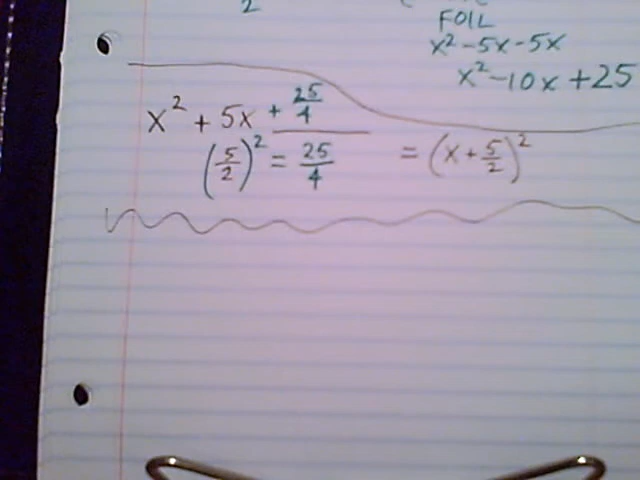 2
FOIL
x² - 5x - 5x
x² - 10x + 25
x² + 5x + 25/4
(5/2)² = 25/4 = (x + 5/2)²